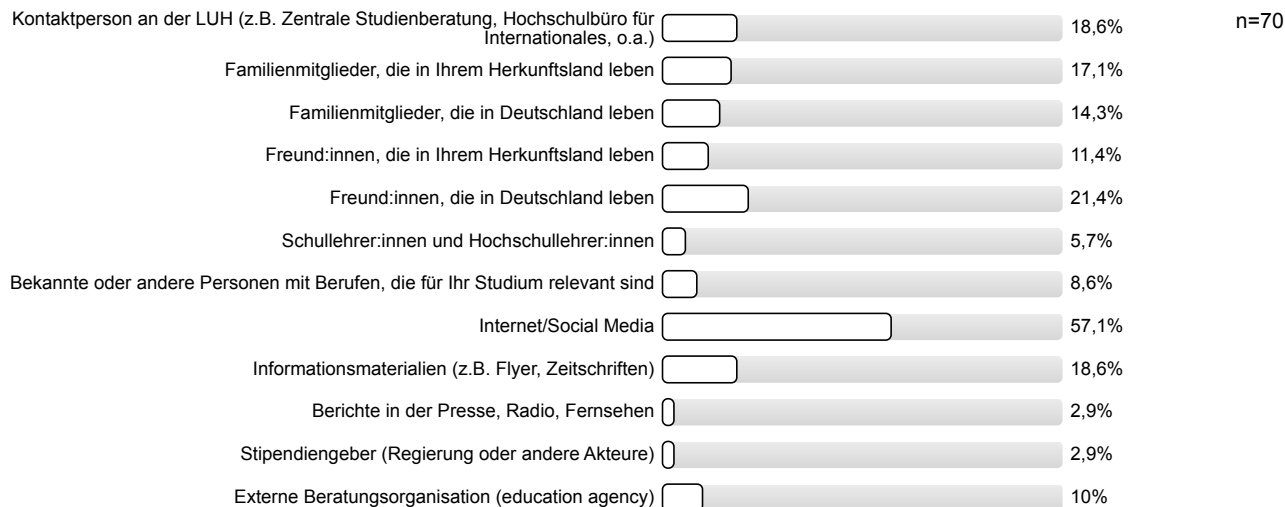 Kontaktperson an der LUH (z.B. Zentrale Studienberatung, Hochschulbüro für
Internationales, o.a.)
18,6%
n=70
Familienmitglieder, die in Ihrem Herkunftsland leben
17,1%
Familienmitglieder, die in Deutschland leben
14,3%
Freund:innen, die in Ihrem Herkunftsland leben
11,4%
Freund:innen, die in Deutschland leben
21,4%
Schullehrer:innen und Hochschullehrer:innen
5,7%
Bekannte oder andere Personen mit Berufen, die für Ihr Studium relevant sind
8,6%
Internet/Social Media
57,1%
Informationsmaterialien (z.B. Flyer, Zeitschriften)
18,6%
Berichte in der Presse, Radio, Fernsehen
2,9%
Stipendiengeber (Regierung oder andere Akteure)
2,9%
Externe Beratungsorganisation (education agency)
10%